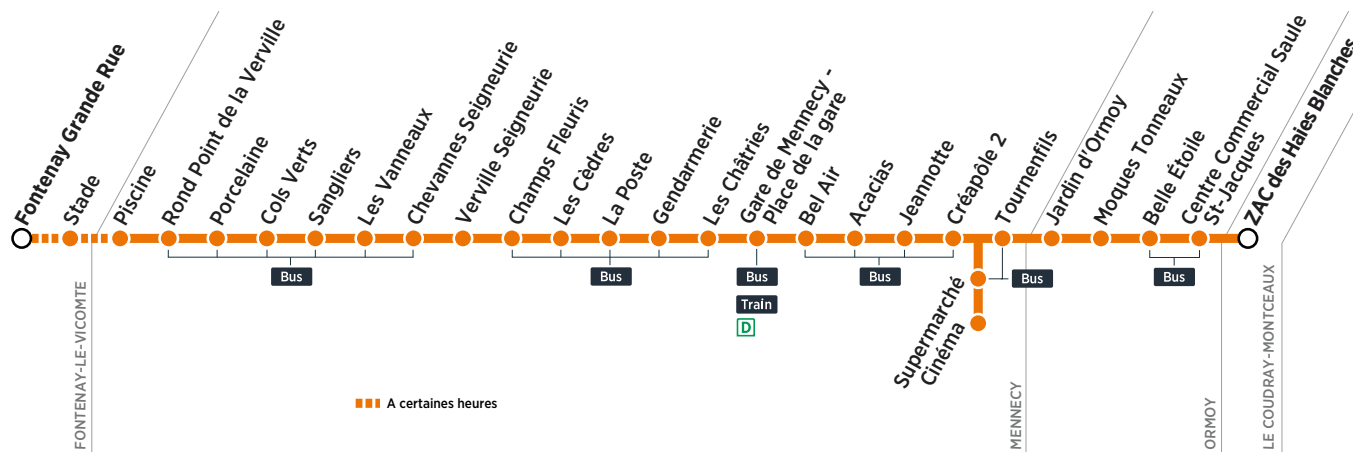 Fontenay Grande Rue
Stade
Piscine
Rond Point de la Verville
Porcelaine
Cols Verts
Sangliers
Les Vanneaux
Chevannes Seigneurie
Verville Seigneurie
Champs Fleuris
Les Cèdres
La Poste
Gendarmerie
Les Châtries
Gare de Mennecy -
Place de la gare
Bel Air
Acacias
Jeannotte
Créapôle 2
Tournenfils
Jardin d'Ormoy
Moques Tonneaux
Belle Étoile
Centre Commercial Saule
St-Jacques
ZAC des Haies Blanches
Bus
Bus
Bus
Train
D
Bus
Bus
Bus
Supermarché
Cinéma
FONTENAY-LE-VICOMTE
MENNECY
ORMOY
LE COUDRAY-MONTCEAUX
A certaines heures